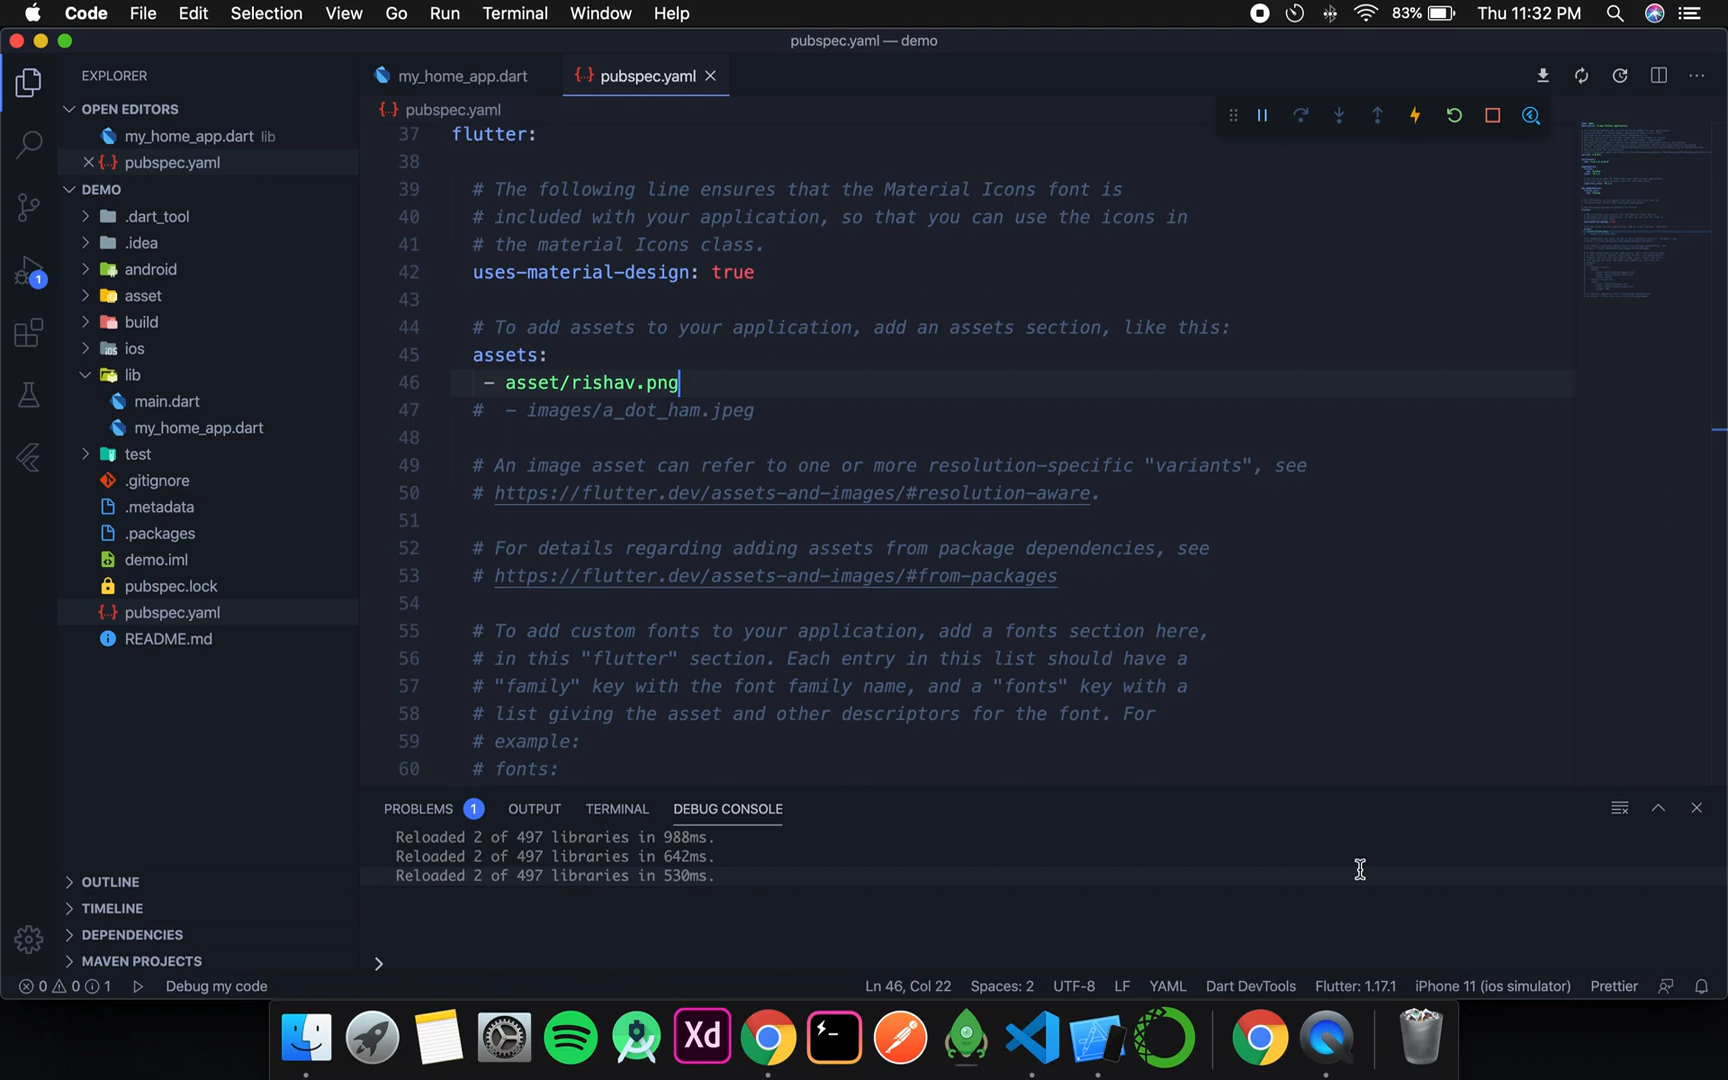 Code File Edit Selection View Go Run Terminal Window Help
83% Thu 11:32 PM
pubspec.yaml — demo
EXPLORER
OPEN EDITORS
my_home_app.dart lib
pubspec.yaml
DEMO
.dart_tool
.idea
android
asset
build
ios
lib
main.dart
my_home_app.dart
test
.gitignore
.metadata
.packages
demo.iml
pubspec.lock
pubspec.yaml
README.md
OUTLINE
TIMELINE
DEPENDENCIES
MAVEN PROJECTS
1
my_home_app.dart
pubspec.yaml
pubspec.yaml
37 flutter:
38
39 # The following line ensures that the Material Icons font is
40 # included with your application, so that you can use the icons in
41 # the material Icons class.
42 uses-material-design: true
43
44 # To add assets to your application, add an assets section, like this:
45 assets:
46 - asset/rishav.png
47 # - images/a_dot_ham.jpeg
48
49 # An image asset can refer to one or more resolution-specific "variants", see
50 # https://flutter.dev/assets-and-images/#resolution-aware.
51
52 # For details regarding adding assets from package dependencies, see
53 # https://flutter.dev/assets-and-images/#from-packages
54
55 # To add custom fonts to your application, add a fonts section here,
56 # in this "flutter" section. Each entry in this list should have a
57 # "family" key with the font family name, and a "fonts" key with a
58 # list giving the asset and other descriptors for the font. For
59 # example:
60 # fonts:
PROBLEMS 1 OUTPUT TERMINAL DEBUG CONSOLE
Reloaded 2 of 497 libraries in 988ms.
Reloaded 2 of 497 libraries in 642ms.
Reloaded 2 of 497 libraries in 530ms.
0 0 1 Debug my code Ln 46, Col 22 Spaces: 2 UTF-8 LF YAML Dart DevTools Flutter: 1.17.1 iPhone 11 (ios simulator) Prettier
Xd